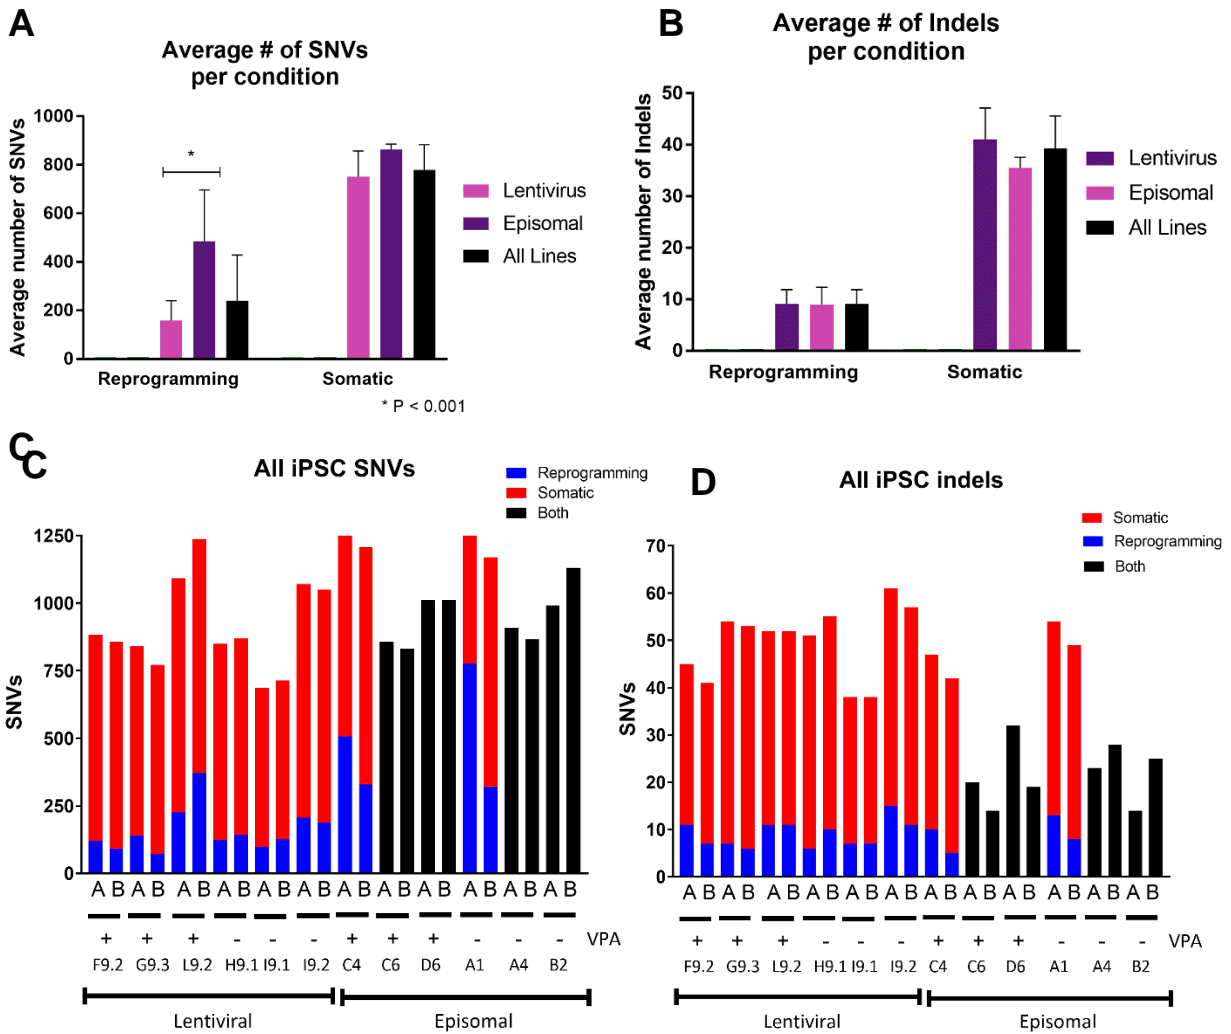 A
Average # of SNVs
per condition
Average number of SNVs
1000
800
600
400
200
0
*
Reprogramming
Somatic
* P < 0.001
Lentivirus
Episomal
All Lines
B
Average # of Indels
per condition
Average number of Indels
50
40
30
20
10
0
Reprogramming
Somatic
Lentivirus
Episomal
All Lines
C
C
All iPSC SNVs
Reprogramming
Somatic
Both
SNVs
1250
1000
750
500
250
0
A B A B A B A B A B A B A B A B A B A B A B A B
+ + + - - - + + + - - - VPA
F9.2 G9.3 L9.2 H9.1 I9.1 I9.2 C4 C6 D6 A1 A4 B2
Lentiviral Episomal
D
All iPSC indels
Somatic
Reprogramming
Both
SNVs
70
60
50
40
30
20
10
0
A B A B A B A B A B A B A B A B A B A B A B A B
+ + + - - - + + + - - - VPA
F9.2 G9.3 L9.2 H9.1 I9.1 I9.2 C4 C6 D6 A1 A4 B2
Lentiviral Episomal